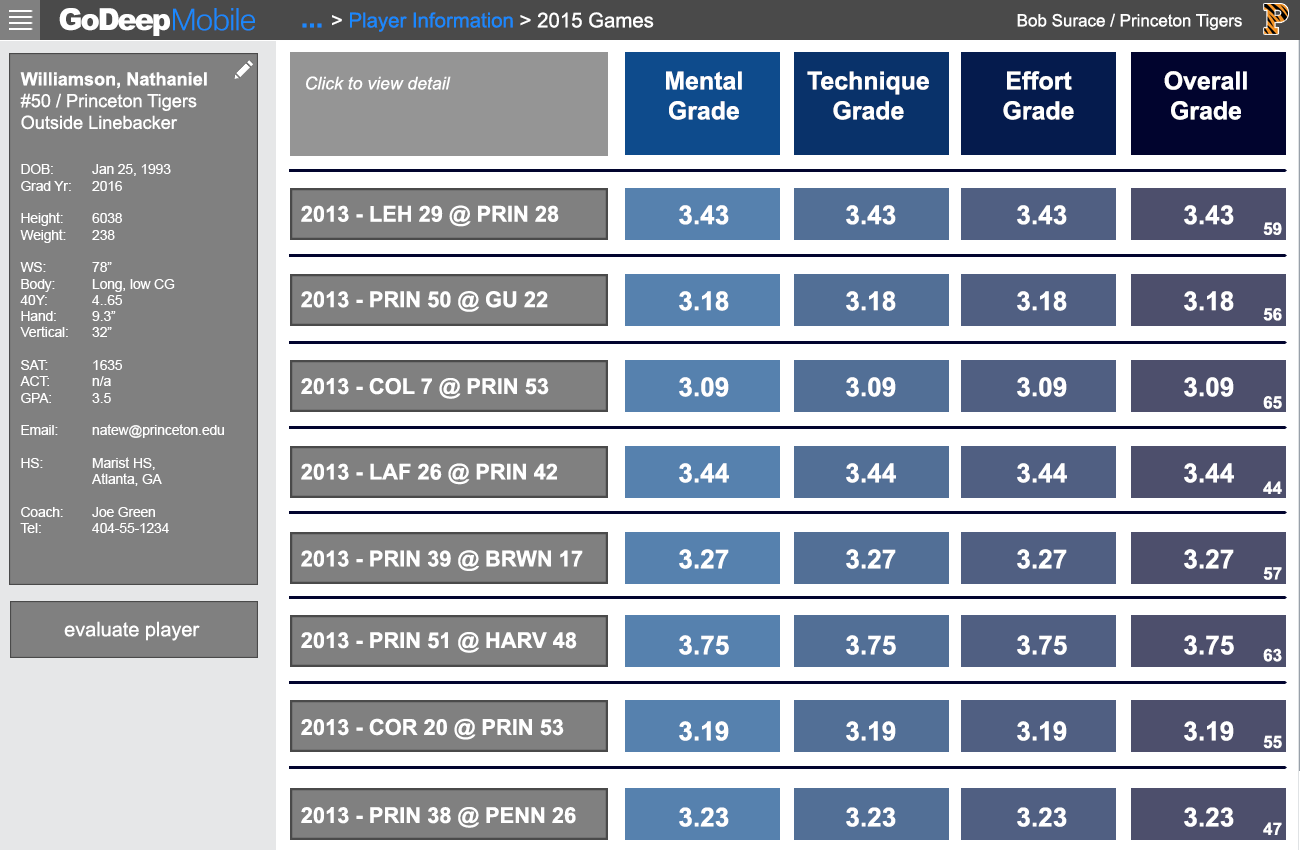 GoDeepMobile
... > Player Information > 2015 Games
Bob Surace / Princeton Tigers
P
Williamson, Nathaniel
#50 / Princeton Tigers
Outside Linebacker
DOB: Jan 25, 1993
Grad Yr: 2016
Height: 6038
Weight: 238
WS: 78”
Body: Long, low CG
40Y: 4..65
Hand: 9.3”
Vertical: 32”
SAT: 1635
ACT: n/a
GPA: 3.5
Email: natew@princeton.edu
HS: Marist HS,
Atlanta, GA
Coach: Joe Green
Tel: 404-55-1234
evaluate player
Click to view detail
Mental
Grade
Technique
Grade
Effort
Grade
Overall
Grade
2013 - LEH 29 @ PRIN 28 3.43 3.43 3.43 3.43 59
2013 - PRIN 50 @ GU 22 3.18 3.18 3.18 3.18 56
2013 - COL 7 @ PRIN 53 3.09 3.09 3.09 3.09 65
2013 - LAF 26 @ PRIN 42 3.44 3.44 3.44 3.44 44
2013 - PRIN 39 @ BRWN 17 3.27 3.27 3.27 3.27 57
2013 - PRIN 51 @ HARV 48 3.75 3.75 3.75 3.75 63
2013 - COR 20 @ PRIN 53 3.19 3.19 3.19 3.19 55
2013 - PRIN 38 @ PENN 26 3.23 3.23 3.23 3.23 47